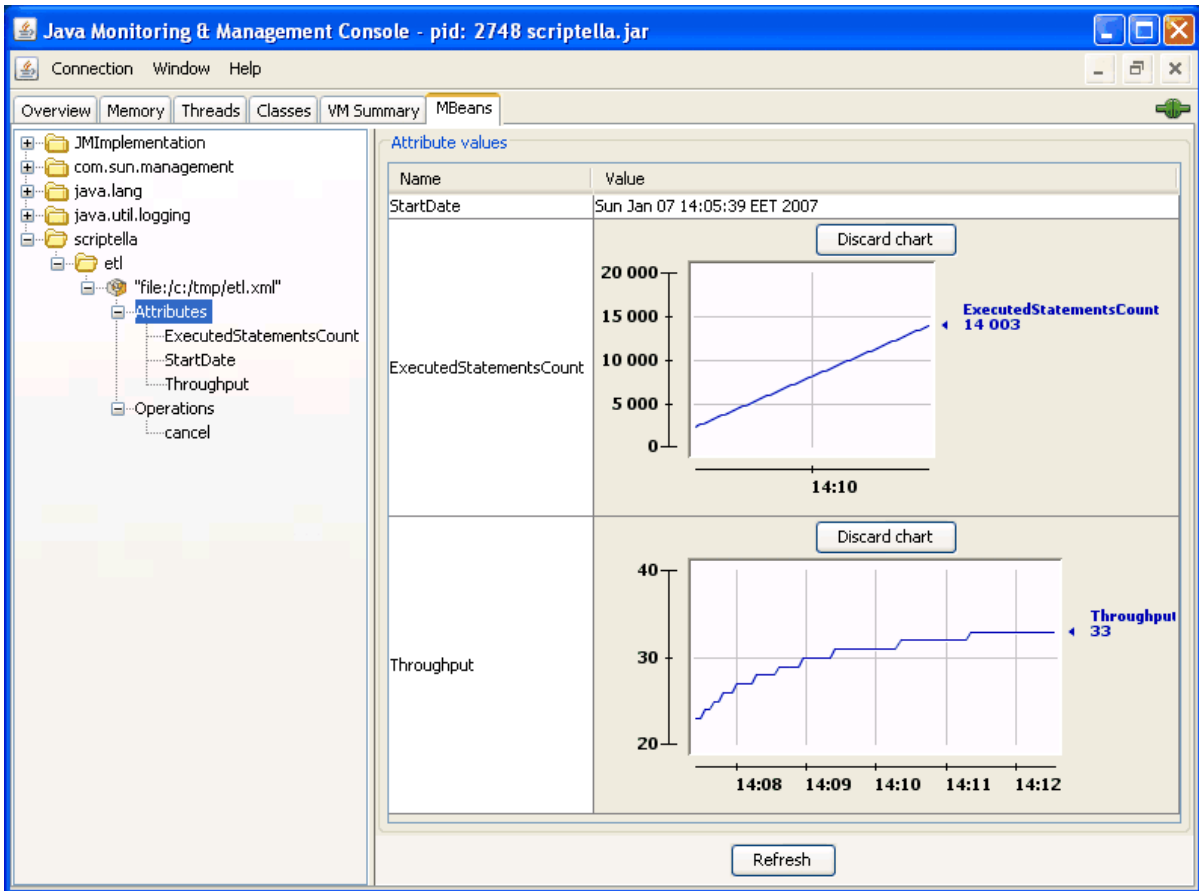 Java Monitoring & Management Console - pid: 2748 scriptella.jar
Connection Window Help
Overview Memory Threads Classes VM Summary MBeans
JMImplementation
com.sun.management
java.lang
java.util.logging
scriptella
etl
"file:/c:/tmp/etl.xml"
Attributes
ExecutedStatementsCount
StartDate
Throughput
Operations
cancel
Attribute values
Name Value
StartDate Sun Jan 07 14:05:39 EET 2007
ExecutedStatementsCount
Discard chart
20 000
15 000
10 000
5 000
0
14:10
ExecutedStatementsCount
14 003
Throughput
Discard chart
40
30
20
14:08 14:09 14:10 14:11 14:12
Throughput
33
Refresh